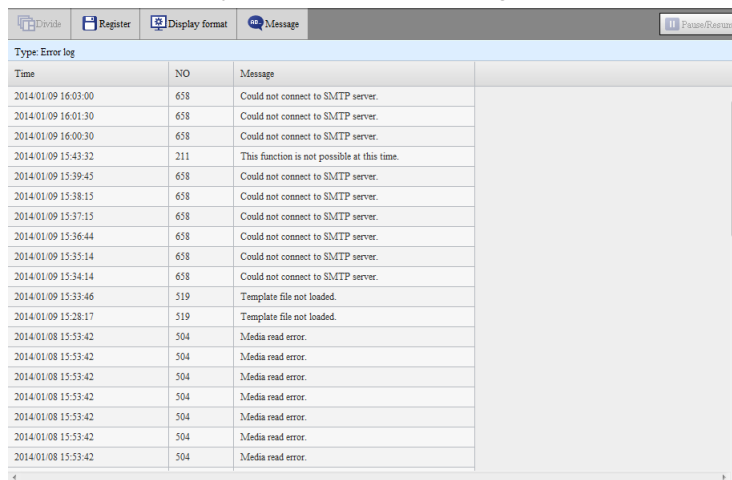 Divide Register Display format Message Pause/Resum
Type: Error log
Time NO Message
2014/01/09 16:03:00 658 Could not connect to SMTP server.
2014/01/09 16:01:30 658 Could not connect to SMTP server.
2014/01/09 16:00:30 658 Could not connect to SMTP server.
2014/01/09 15:43:32 211 This function is not possible at this time.
2014/01/09 15:39:45 658 Could not connect to SMTP server.
2014/01/09 15:38:15 658 Could not connect to SMTP server.
2014/01/09 15:37:15 658 Could not connect to SMTP server.
2014/01/09 15:36:44 658 Could not connect to SMTP server.
2014/01/09 15:35:14 658 Could not connect to SMTP server.
2014/01/09 15:34:14 658 Could not connect to SMTP server.
2014/01/09 15:33:46 519 Template file not loaded.
2014/01/09 15:28:17 519 Template file not loaded.
2014/01/08 15:53:42 504 Media read error.
2014/01/08 15:53:42 504 Media read error.
2014/01/08 15:53:42 504 Media read error.
2014/01/08 15:53:42 504 Media read error.
2014/01/08 15:53:42 504 Media read error.
2014/01/08 15:53:42 504 Media read error.
2014/01/08 15:53:42 504 Media read error.